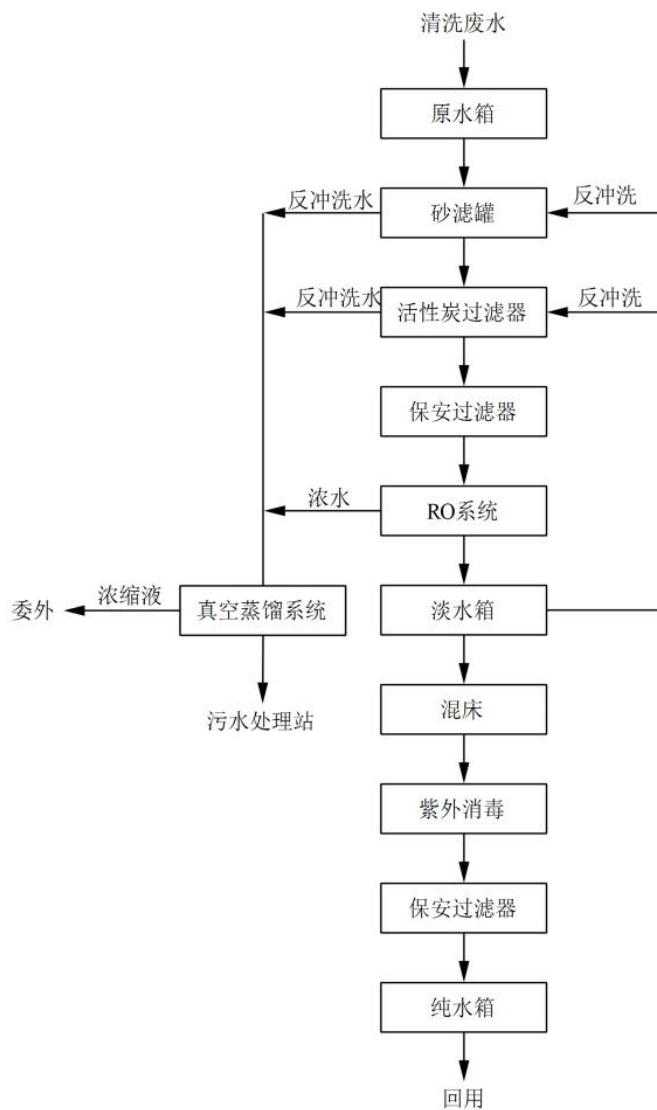 清洗废水
原水箱
反冲洗水
砂滤罐
反冲洗
反冲洗水
活性炭过滤器
反冲洗
保安过滤器
浓水
RO系统
委外
浓缩液
真空蒸馏系统
淡水箱
污水处理站
混床
紫外消毒
保安过滤器
纯水箱
回用